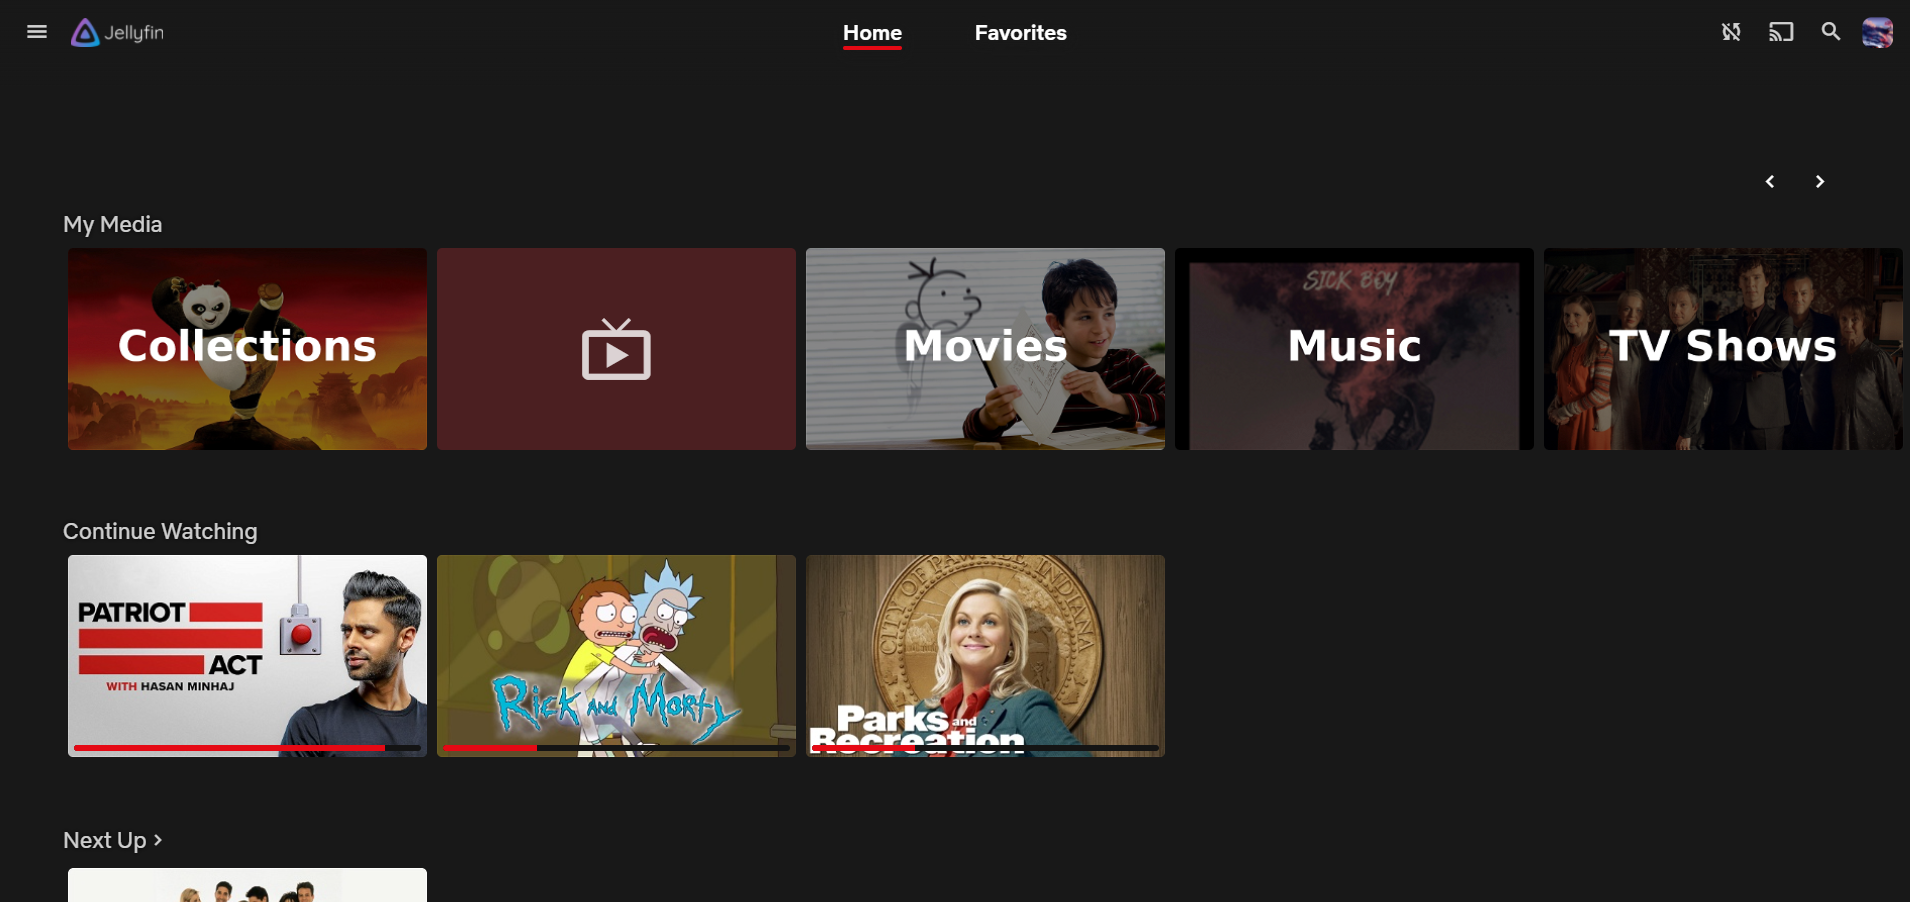 Jellyfin
Home
Favorites
My Media
Collections
Movies
SICK BOY
Music
TV Shows
Continue Watching
PATRIOT
ACT
WITH HASAN MINHAJ
Rick and Morty
CITY OF PAWNEE, INDIANA
Parks and
Recreation
Next Up